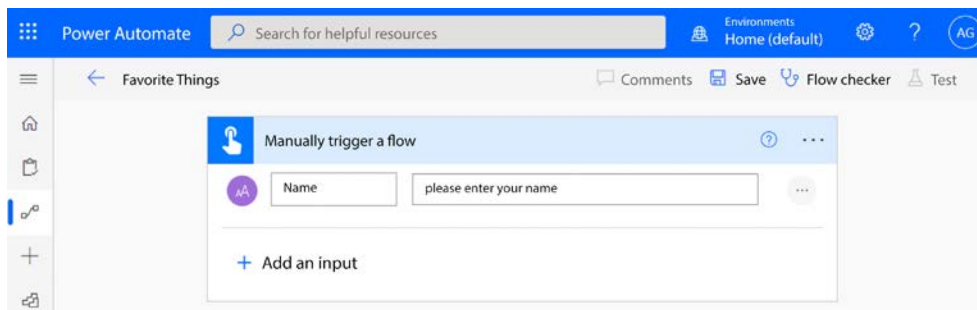 Power Automate
Search for helpful resources
Environments
Home (default)
?
AG
Favorite Things
Comments
Save
Flow checker
Test
Manually trigger a flow
?
...
AA
Name
please enter your name
...
+ Add an input